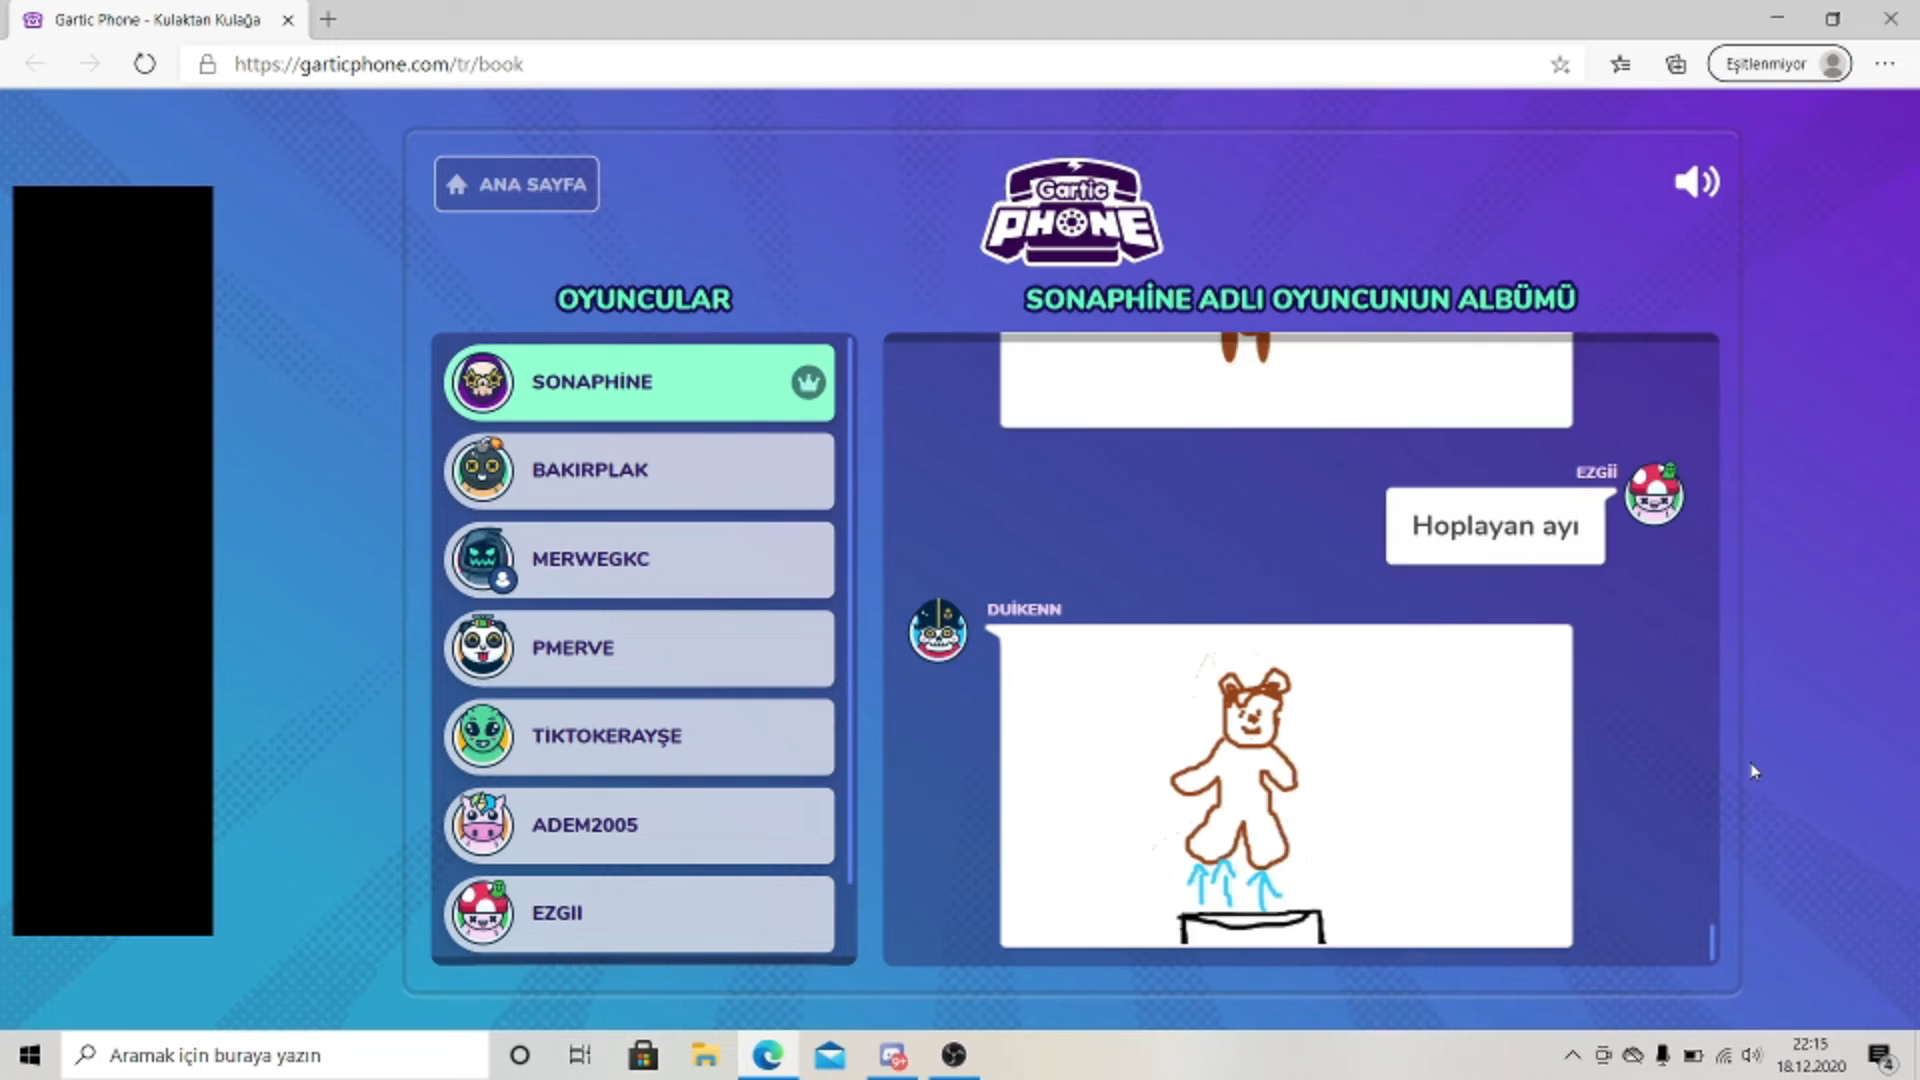 Gartic Phone - Kulaktan Kulağa
https://garticphone.com/tr/book
Eşitlenmiyor
ANA SAYFA
Gartic
PHONE
OYUNCULAR
SONAPHİNE ADLI OYUNCUNUN ALBÜMÜ
SONAPHİNE
BAKIRPLAK
MERWEGKC
PMERVE
TİKTOKERAYŞE
ADEM2005
EZGII
EZGİİ
Hoplayan ayı
DUİKENN
Aramak için buraya yazın
22:15
18.12.2020
4